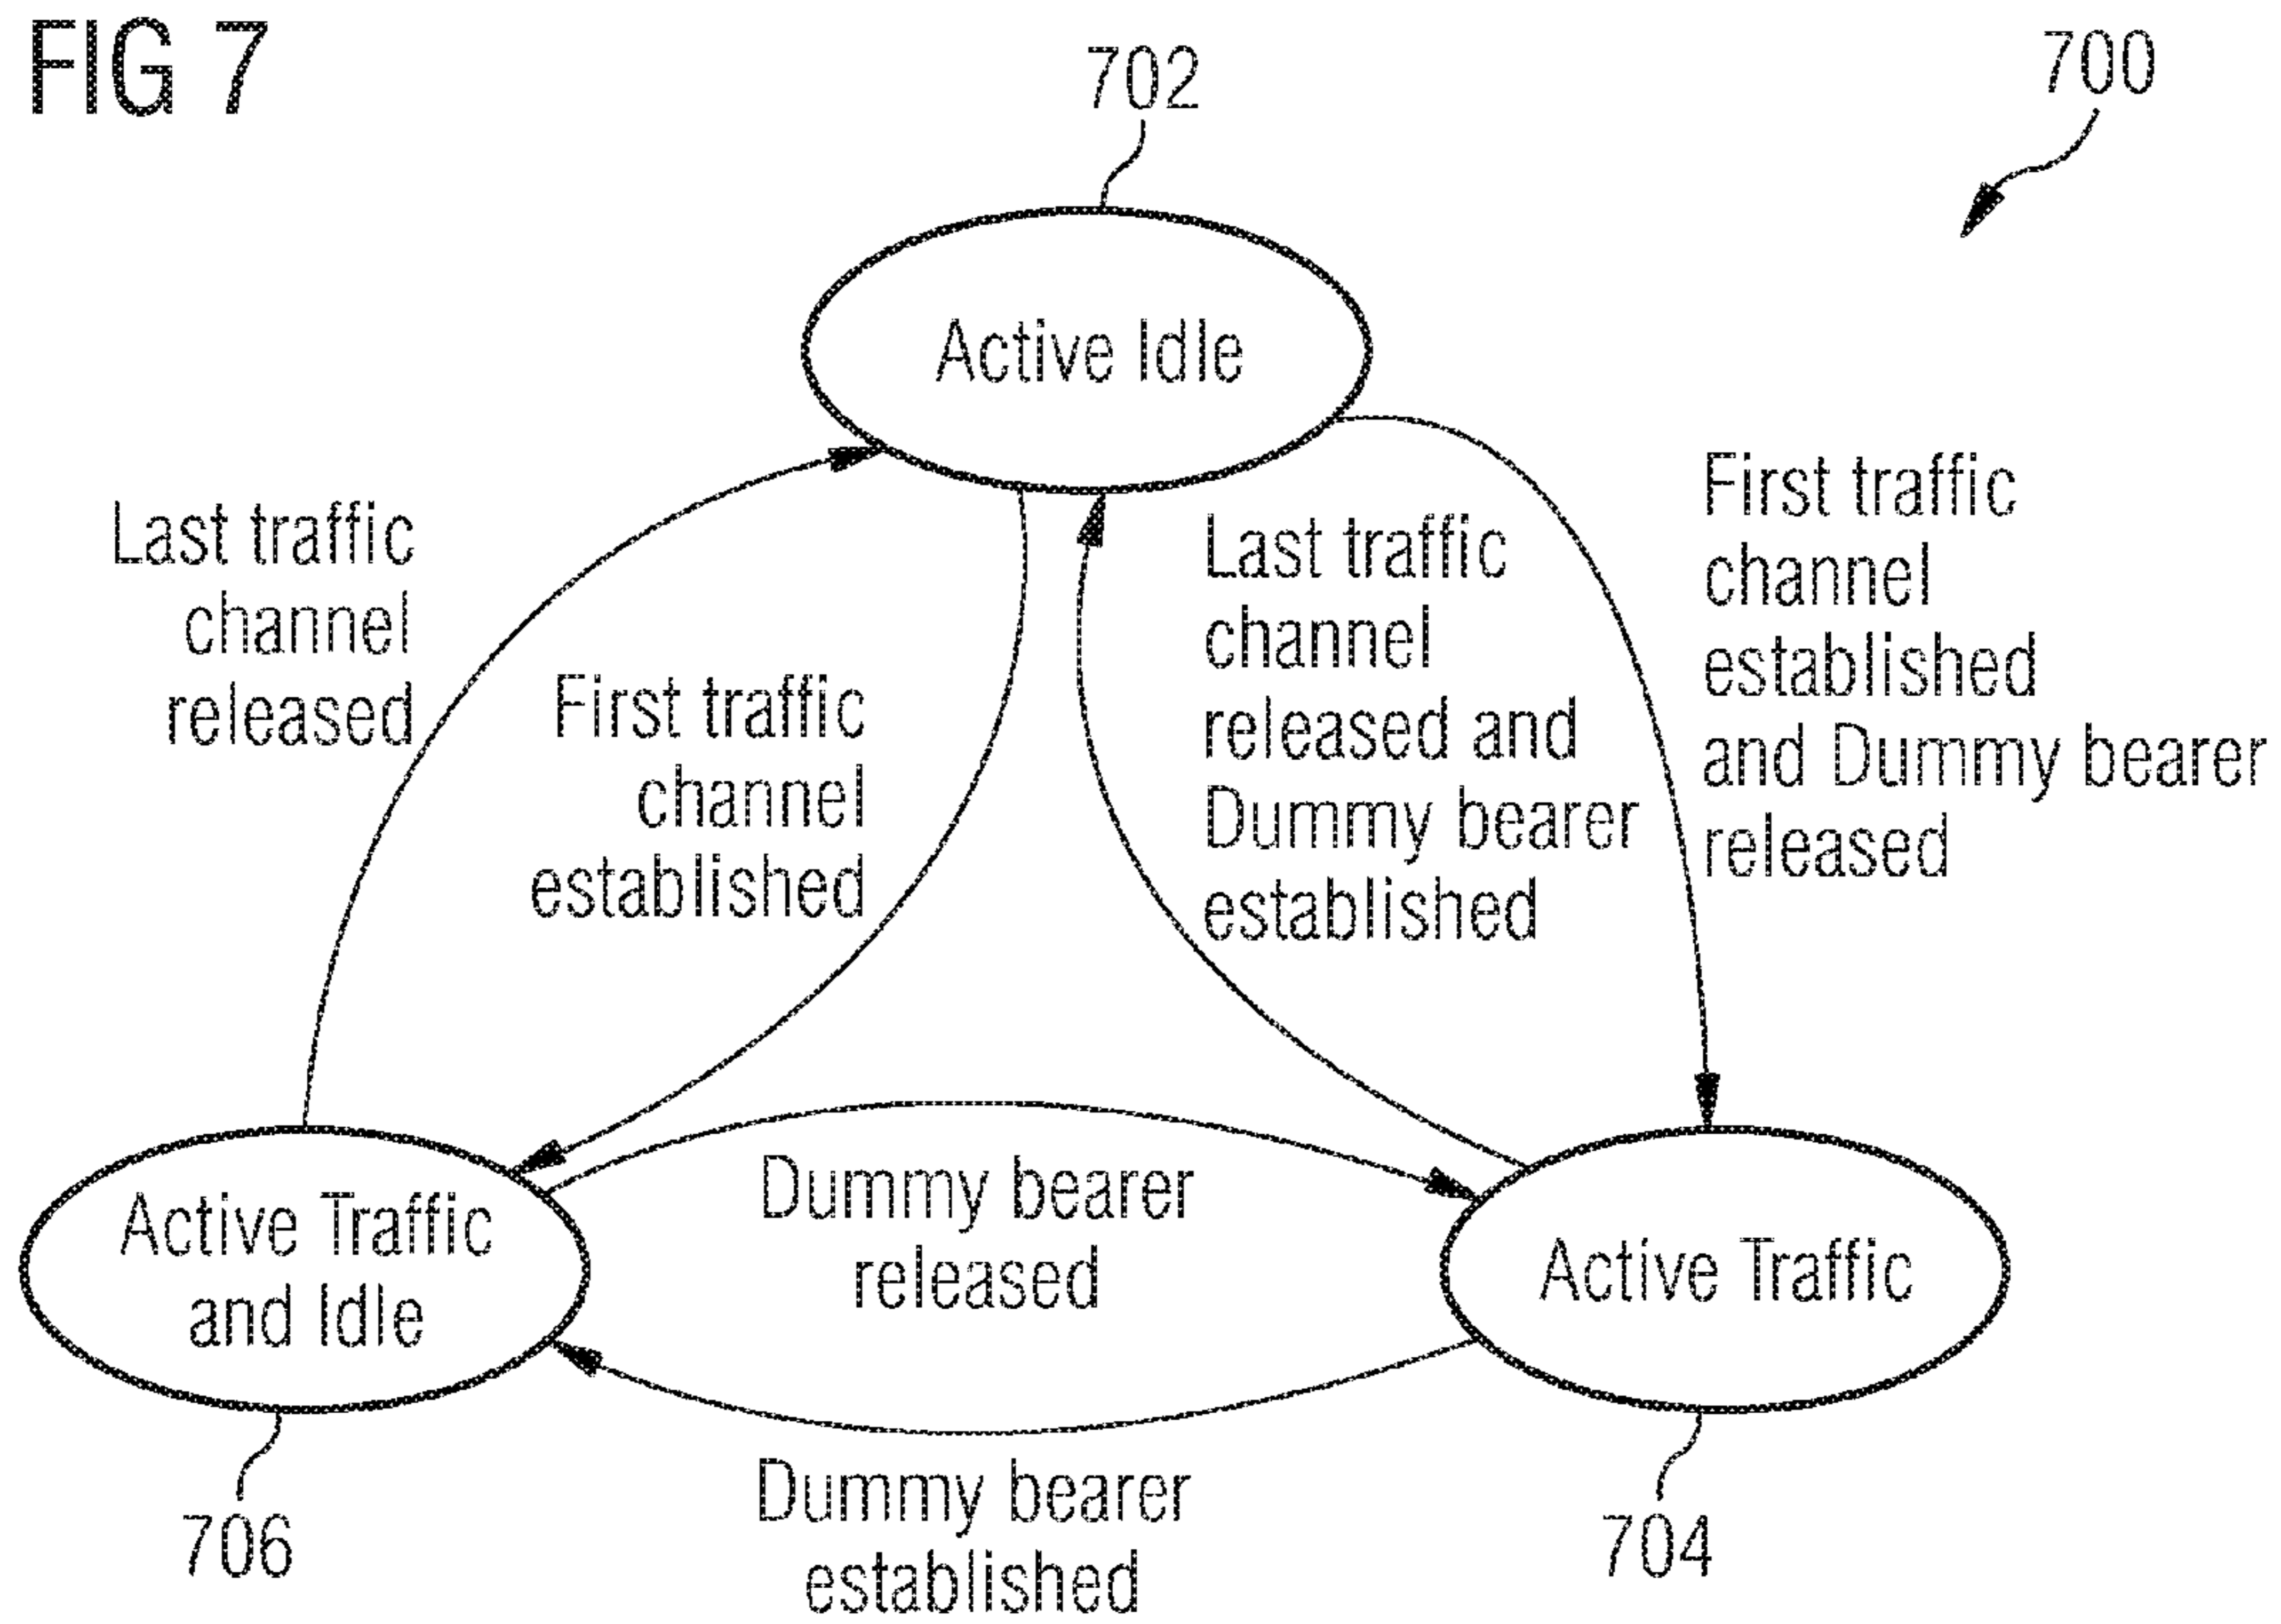 FIG 7
702
700
Active Idle
Last traffic
channel
released
First traffic
channel
established
Last traffic
channel
released and
Dummy bearer
established
First traffic
channel
established
and Dummy bearer
released
Active Traffic
and Idle
Dummy bearer
released
Active Traffic
Dummy bearer
established
706
704